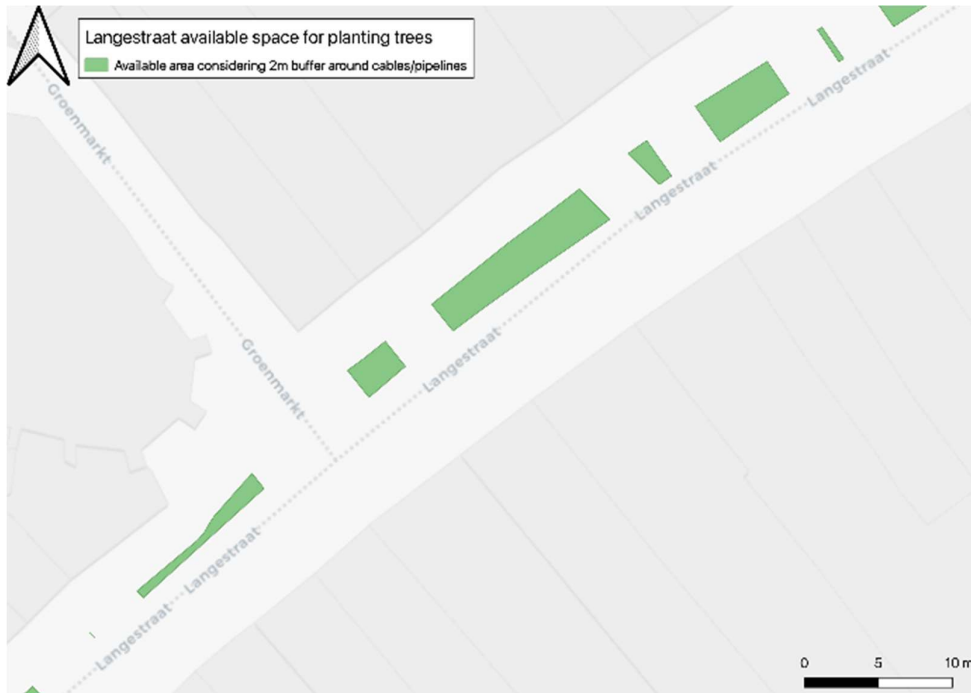 Langestraat available space for planting trees
Available area considering 2m buffer around cables/pipelines
Groenmarkt
Langestraat
Langestraat
Groenmarkt
Langestraat
Langestraat
Langestraat
0 5 10 m